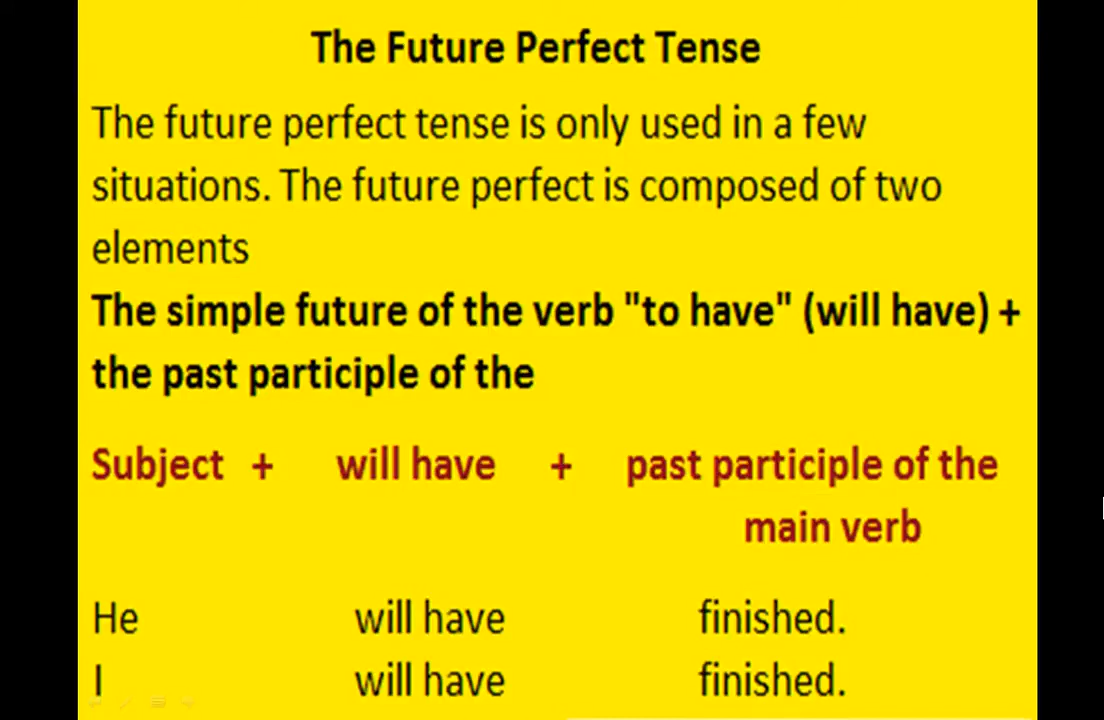 The Future Perfect Tense
The future perfect tense is only used in a few
situations. The future perfect is composed of two
elements
The simple future of the verb "to have" (will have) +
the past participle of the
Subject + will have + past participle of the
main verb
He will have finished.
I will have finished.